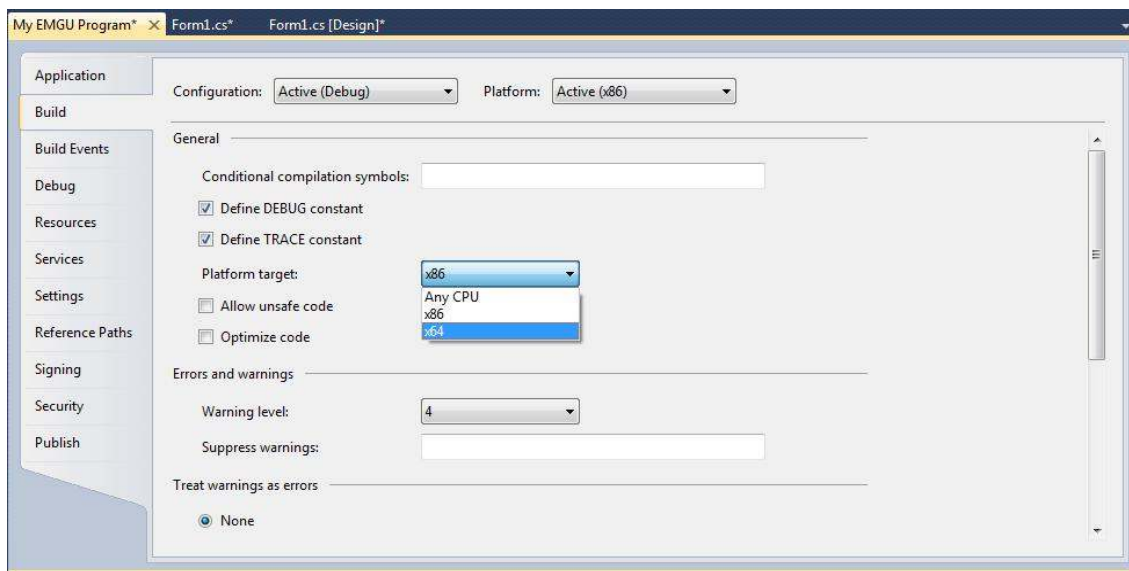 My EMGU Program* Form1.cs* Form1.cs [Design]*
Application
Build
Build Events
Debug
Resources
Services
Settings
Reference Paths
Signing
Security
Publish
Configuration: Active (Debug) Platform: Active (x86)
General
Conditional compilation symbols:
Define DEBUG constant
Define TRACE constant
Platform target: x86
Any CPU
x86
x64
Allow unsafe code
Optimize code
Errors and warnings
Warning level: 4
Suppress warnings:
Treat warnings as errors
None